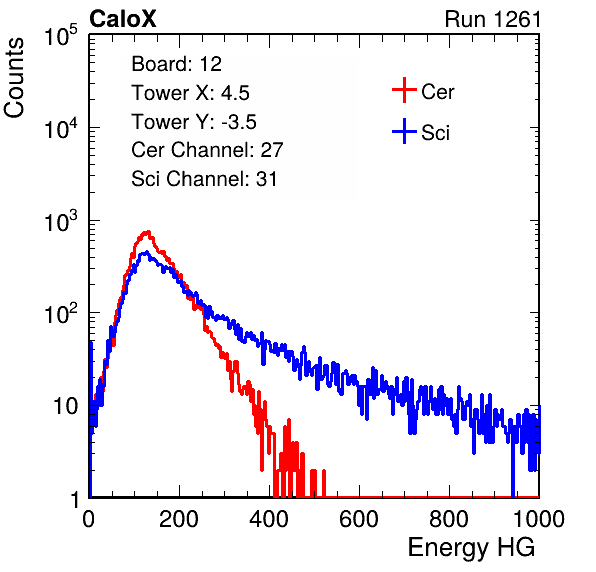 CaloX Run 1261
Counts
10^5
10^4
10^3
10^2
10
1
Board: 12
Tower X: 4.5
Tower Y: -3.5
Cer Channel: 27
Sci Channel: 31
Cer
Sci
0 200 400 600 800 1000
Energy HG